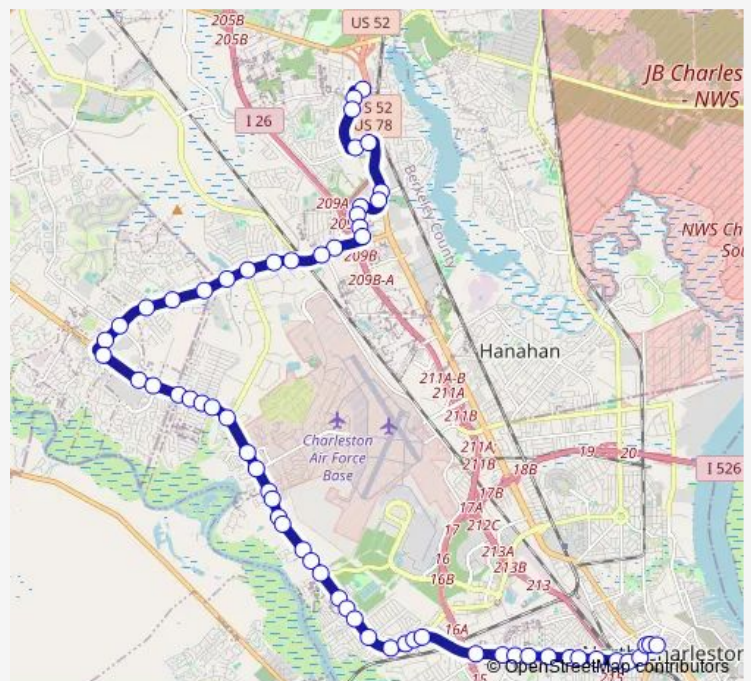 US 52
205B
205B
JB Charles
- NWS
I 26
S 52
US 78
Berkeley County
209A
NWS Ch
Sou
209B
209B-A
Hanahan
211A-B
211A
211B
Charleston
Air Force
Base
211A
211B
19
20
18B
I 526
17B
17A
17
212C
213A
16
213B
16B
213
16A
arleston
15
© OpenStreetMap contributors